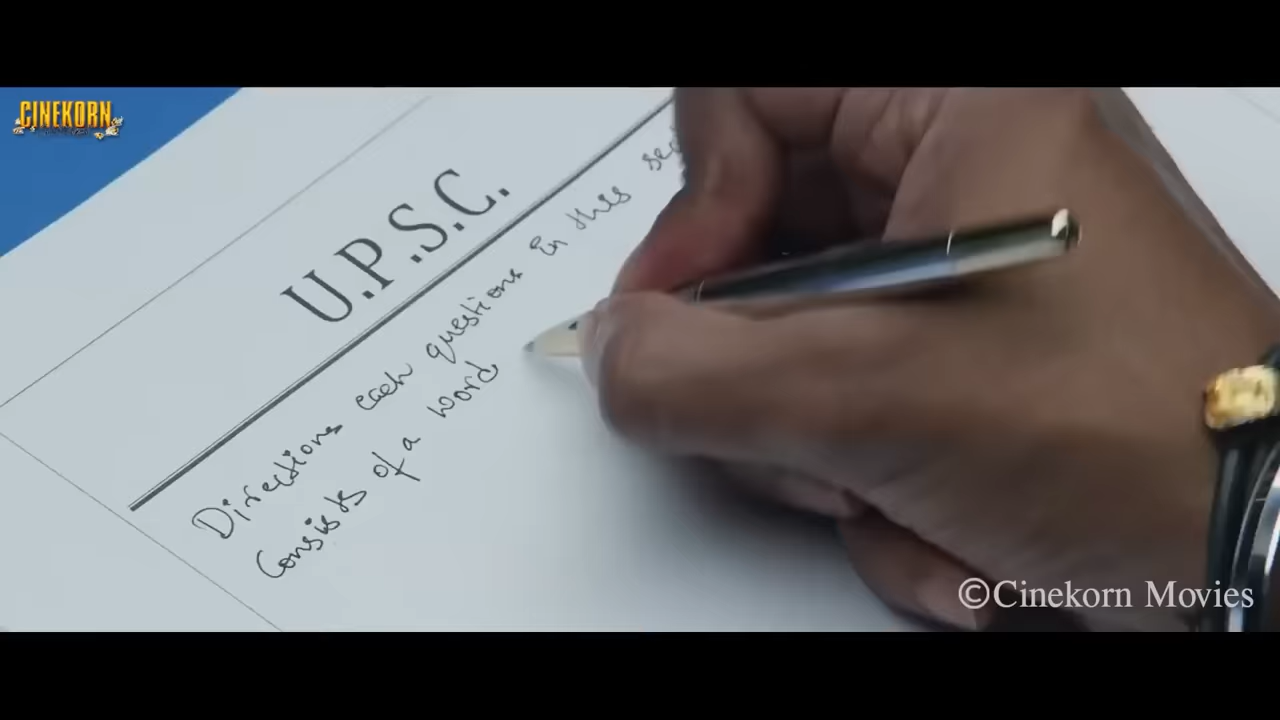 CINEKORN
U.P.S.C.
Directions each questions in this
Consists of a word
©Cinekorn Movies